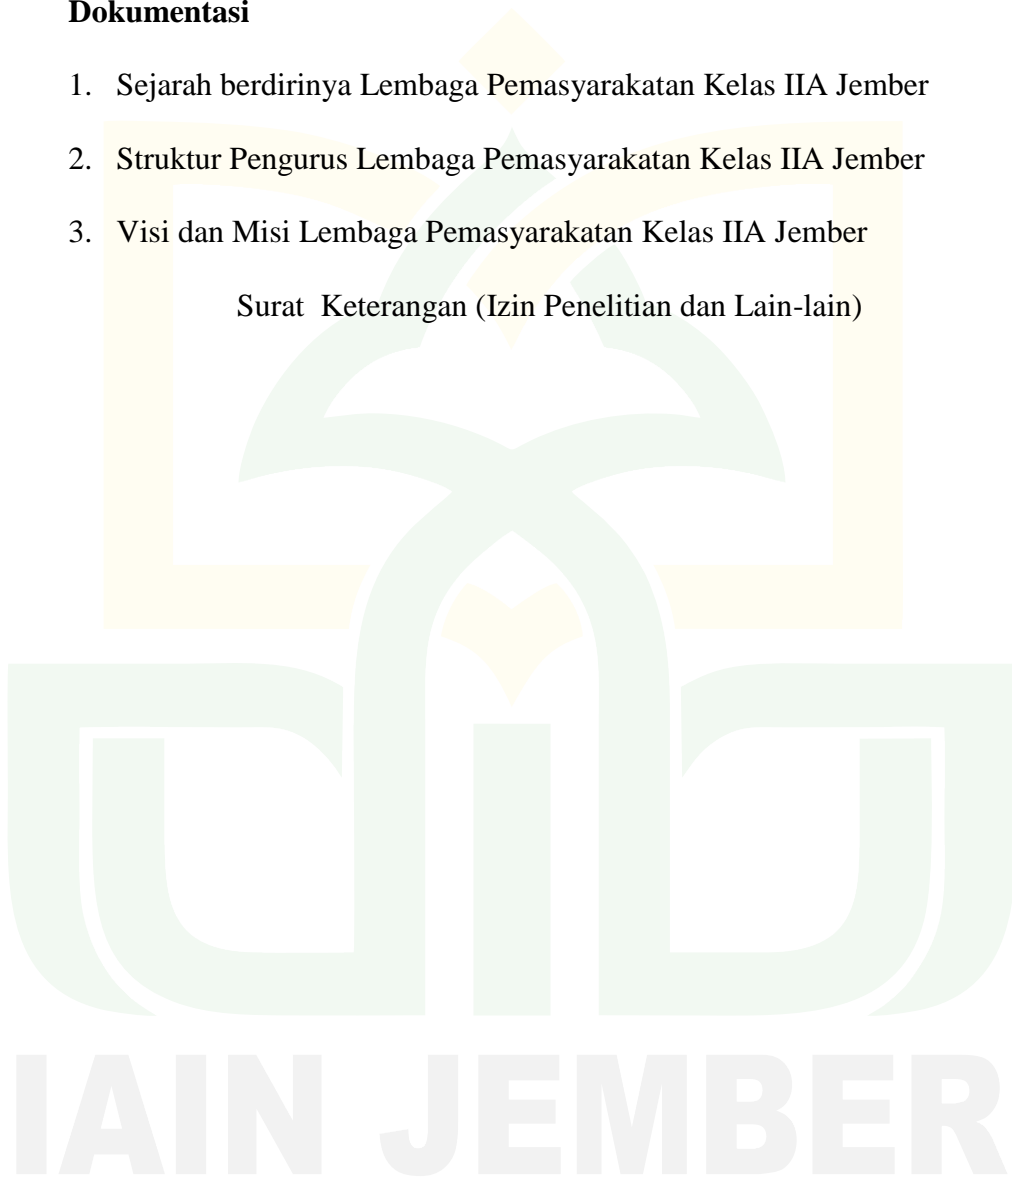 Dokumentasi
1. Sejarah berdirinya Lembaga Pemasyarakatan Kelas IIA Jember
2. Struktur Pengurus Lembaga Pemasyarakatan Kelas IIA Jember
3. Visi dan Misi Lembaga Pemasyarakatan Kelas IIA Jember
Surat Keterangan (Izin Penelitian dan Lain-lain)
IAIN JEMBER